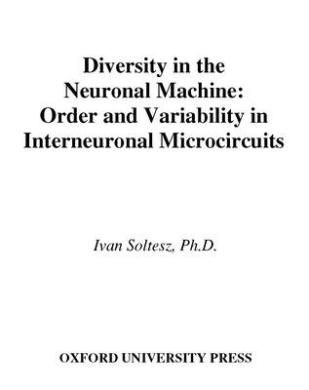 Diversity in the
Neuronal Machine:
Order and Variability in
Interneuronal Microcircuits
Ivan Soltesz, Ph.D.
OXFORD UNIVERSITY PRESS